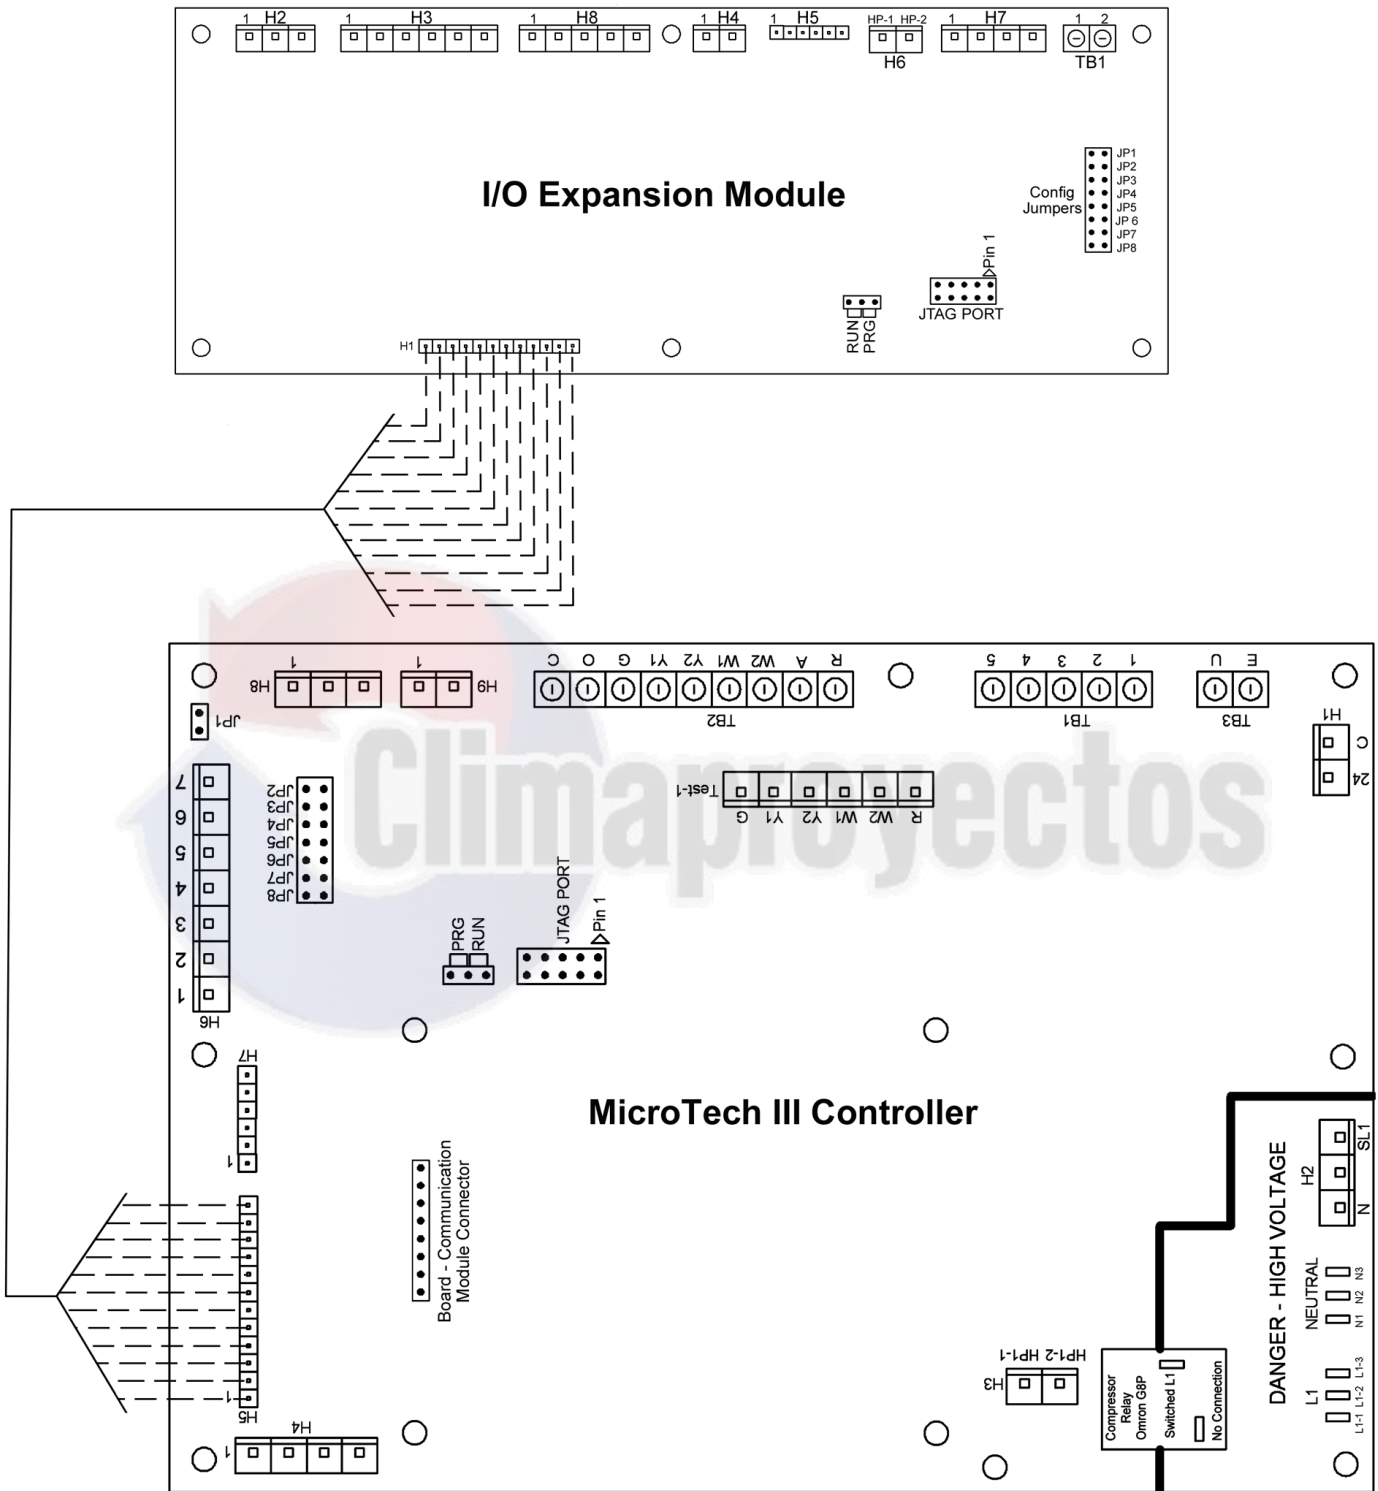 1 H2
1 H3
1 H8
1 H4
1 H5
HP-1 HP-2
H6
1 H7
1 2
TB1
I/O Expansion Module
Config
Jumpers
JP1
JP2
JP3
JP4
JP5
JP 6
JP7
JP8
Pin 1
JTAG PORT
RUN
PRG
H1
H8
1
1
H9
C O G Y1 Y2 W1 W2 A R
TB2
5 4 3 2 1
TB1
U E
TB3
H1
C
24
JP1
7
6
5
4
3
2
1
H6
JP2
JP3
JP4
JP5
JP6
JP7
JP8
Test-1
G Y1 Y2 W1 W2 R
Climaproyectos
PRG
RUN
JTAG PORT
Pin 1
H7
1
MicroTech III Controller
Board - Communication
Module Connector
1
H5
H4
1
H3
HP1-1 HP1-2
Compressor
Relay
Omron G8P
Switched L1
No Connection
DANGER - HIGH VOLTAGE
H2
SL1
N
NEUTRAL
N3
N2
N1
L1
L1-3
L1-2
L1-1